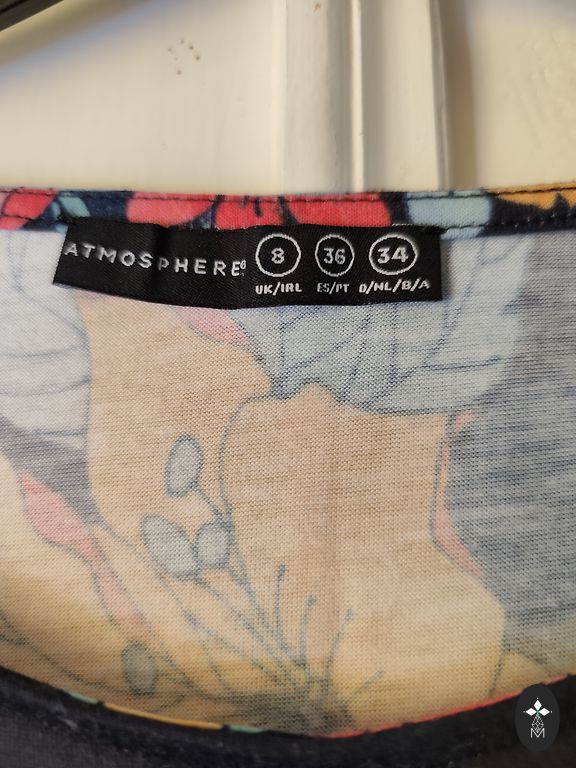 ATMOSPHERE® 8 36 34
UK/IRL ES/PT D/NL/B/A
M